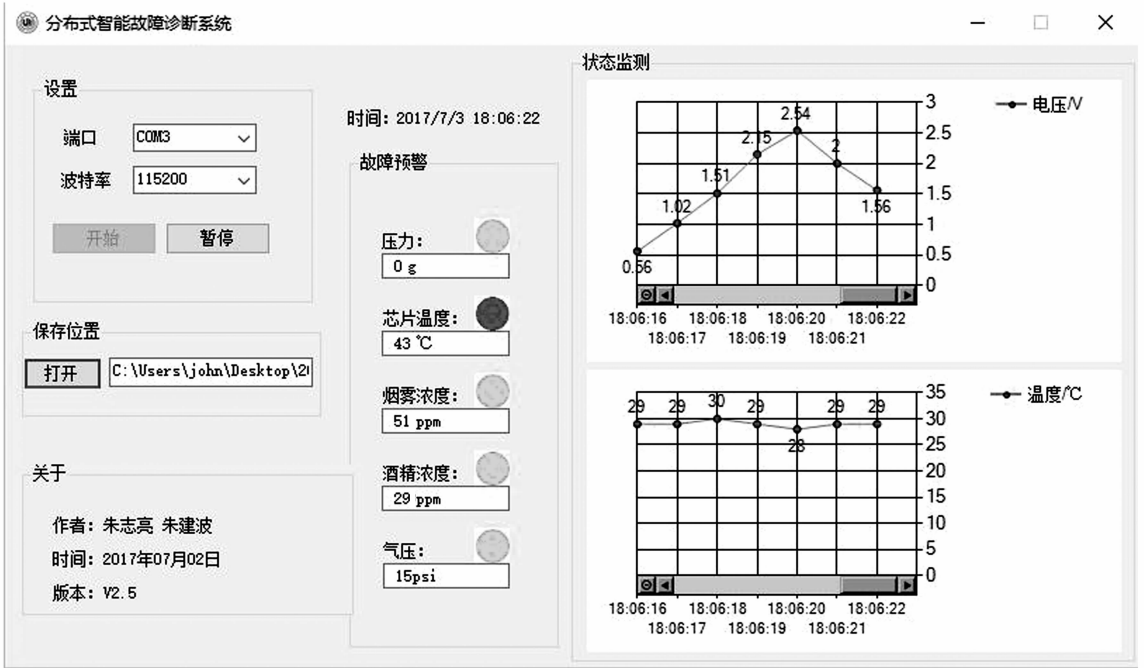 分布式智能故障诊断系统
设置
端口
COM3
波特率
115200
开始
暂停
保存位置
打开
C:\Users\john\Desktop\20
关于
作者：朱志亮 朱建波
时间：2017年07月02日
版本：V2.5
时间：2017/7/3 18:06:22
故障预警
压力：
0 g
芯片温度：
43 ℃
烟雾浓度：
51 ppm
酒精浓度：
29 ppm
气压：
15psi
状态监测
电压/V
3
2.5
2
1.5
1
0.5
0
0.56
1.02
1.51
2.15
2.54
2
1.56
18:06:16 18:06:18 18:06:20 18:06:22
18:06:17 18:06:19 18:06:21
温度/℃
35
30
25
20
15
10
5
0
29 29 30 29 28 29 29
18:06:16 18:06:18 18:06:20 18:06:22
18:06:17 18:06:19 18:06:21